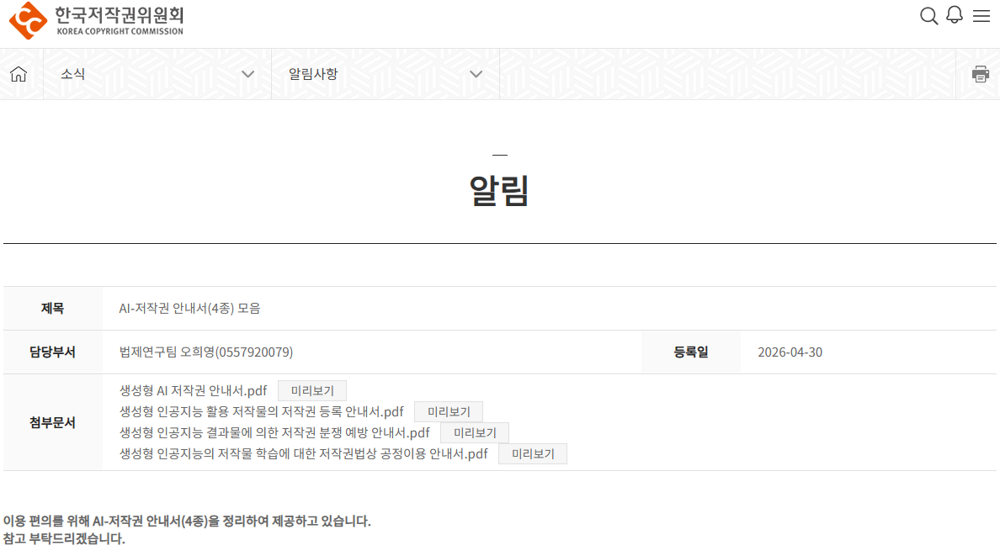 한국저작권위원회
KOREA COPYRIGHT COMMISSION
소식
알림사항
알림
제목
AI-저작권 안내서(4종) 모음
담당부서
법제연구팀 오희영(0557920079)
등록일
2026-04-30
첨부문서
생성형 AI 저작권 안내서.pdf 미리보기
생성형 인공지능 활용 저작물의 저작권 등록 안내서.pdf 미리보기
생성형 인공지능 결과물에 의한 저작권 분쟁 예방 안내서.pdf 미리보기
생성형 인공지능의 저작물 학습에 대한 저작권법상 공정이용 안내서.pdf 미리보기
이용 편의를 위해 AI-저작권 안내서(4종)을 정리하여 제공하고 있습니다.
참고 부탁드리겠습니다.